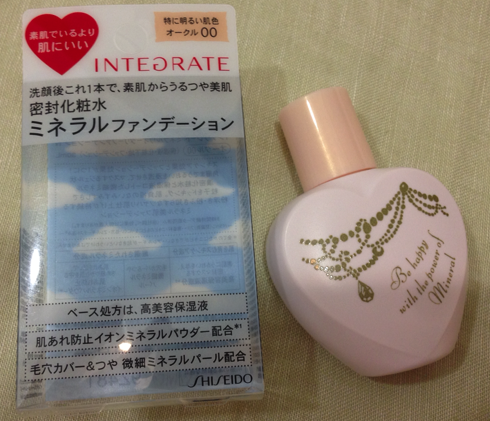 素肌でいるより
肌にいい
特に明るい肌色
オークル00
INTEGRATE
洗顔後これ1本で、素肌からうるつや美肌
密封化粧水
ミネラルファンデーション
ベース処方は、高美容保湿液
肌あれ防止イオンミネラルパウダー配合*1
毛穴カバー&つや 微細ミネラルパール配合
SHISEIDO
Be happy
with the power of
Mineral